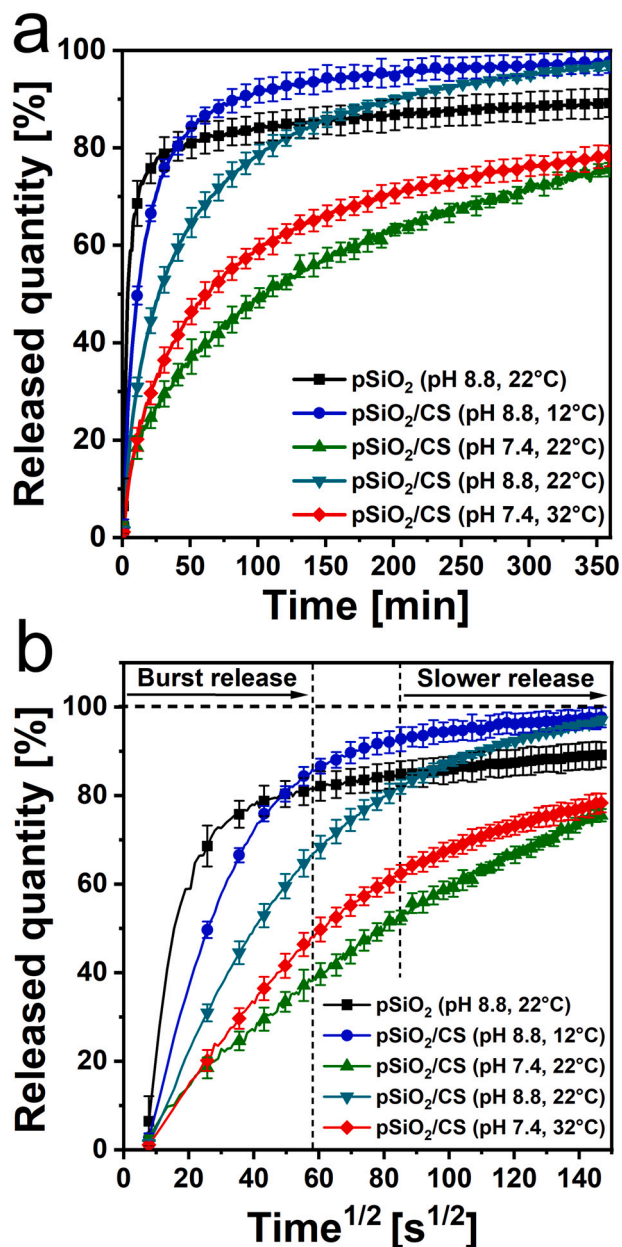 a
100
80
60
40
20
0
Released quantity [%]
pSiO₂ (pH 8.8, 22°C)
pSiO₂/CS (pH 8.8, 12°C)
pSiO₂/CS (pH 7.4, 22°C)
pSiO₂/CS (pH 8.8, 22°C)
pSiO₂/CS (pH 7.4, 32°C)
0 50 100 150 200 250 300 350
Time [min]
b
Burst release
Slower release
100
80
60
40
20
0
Released quantity [%]
pSiO₂ (pH 8.8, 22°C)
pSiO₂/CS (pH 8.8, 12°C)
pSiO₂/CS (pH 7.4, 22°C)
pSiO₂/CS (pH 8.8, 22°C)
pSiO₂/CS (pH 7.4, 32°C)
0 20 40 60 80 100 120 140
Time¹ᐟ² [s¹ᐟ²]